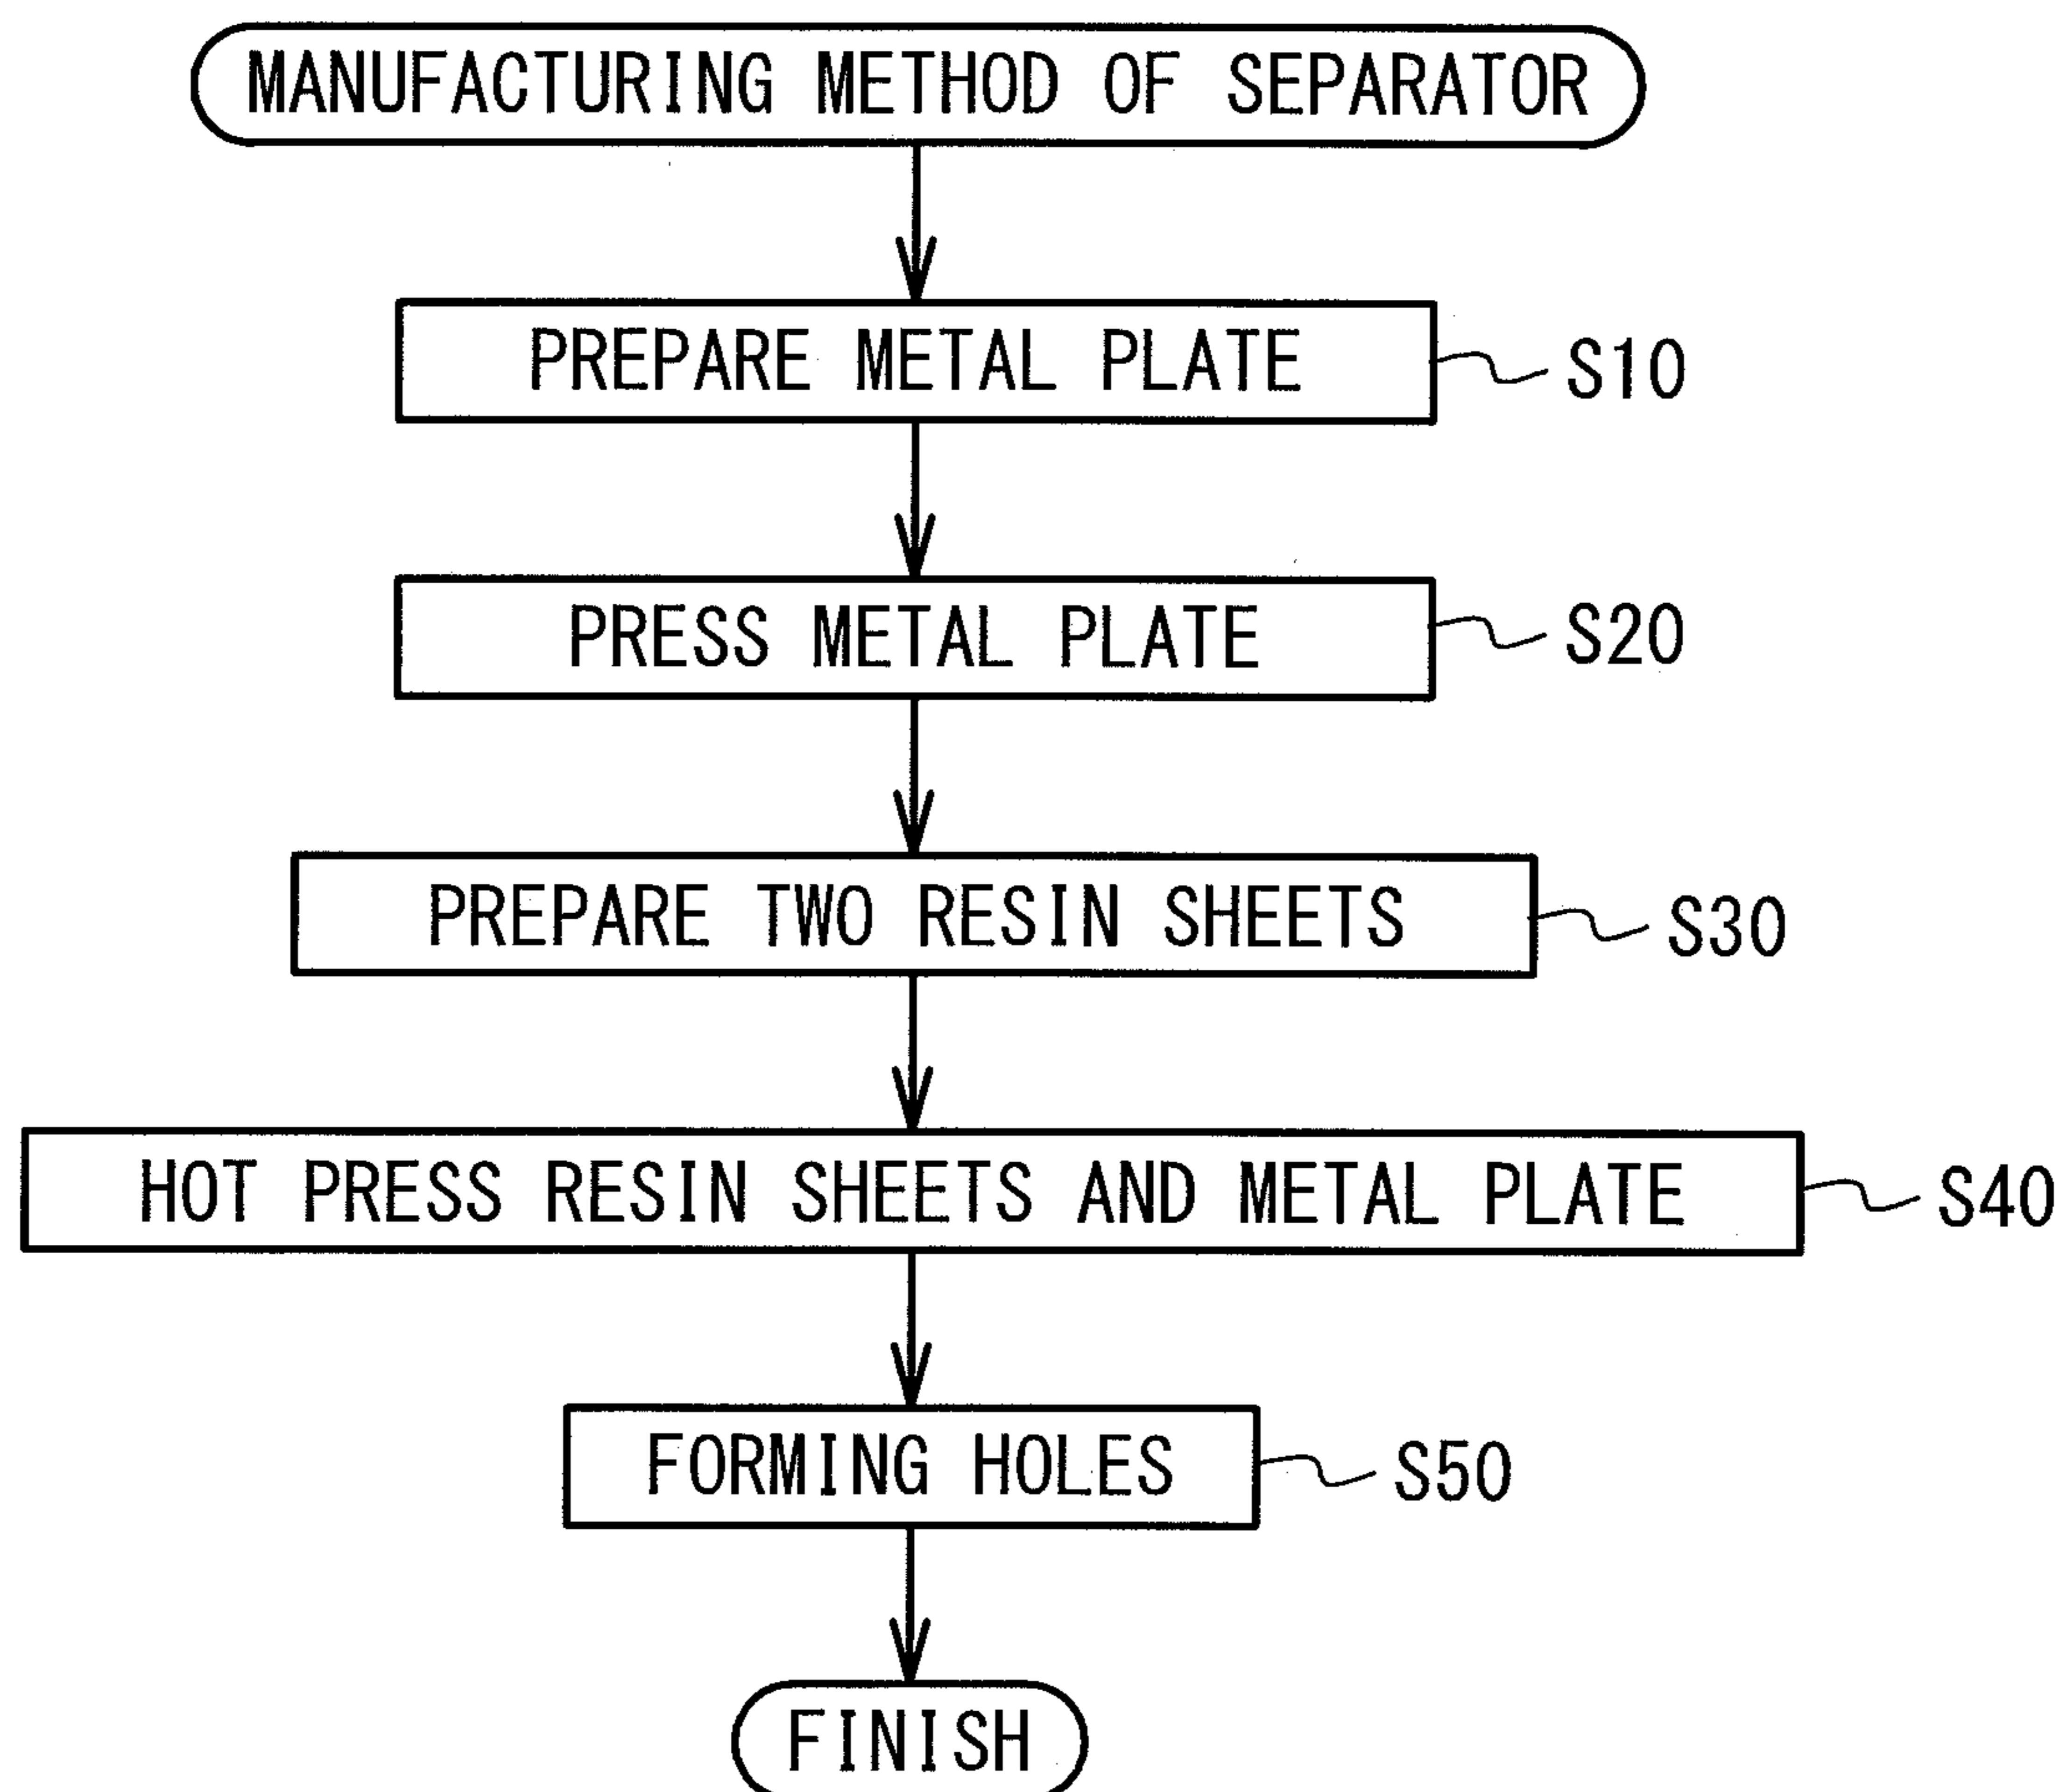 MANUFACTURING METHOD OF SEPARATOR
PREPARE METAL PLATE
S10
PRESS METAL PLATE
S20
PREPARE TWO RESIN SHEETS
S30
HOT PRESS RESIN SHEETS AND METAL PLATE
S40
FORMING HOLES
S50
FINISH